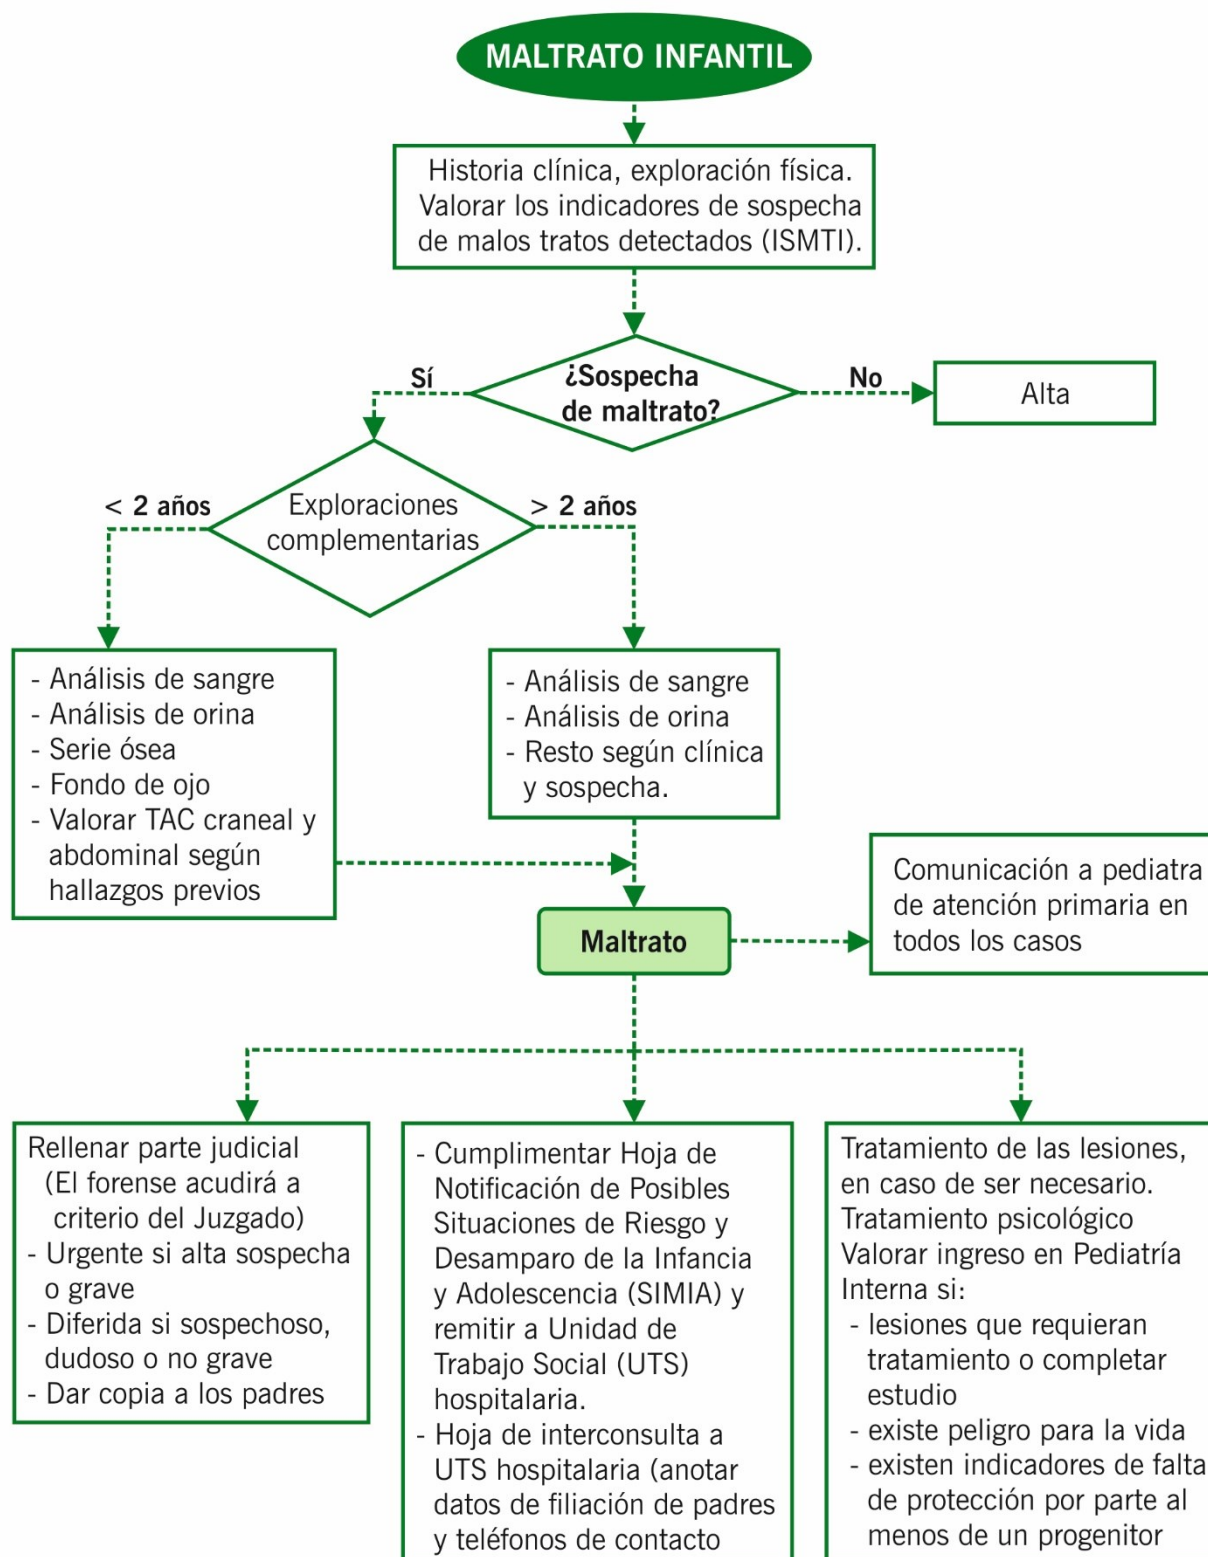 MALTRATO INFANTIL
Historia clínica, exploración física.
Valorar los indicadores de sospecha
de malos tratos detectados (ISMTI).
Sí
¿Sospecha
de maltrato?
No
Alta
< 2 años
Exploraciones
complementarias
> 2 años
- Análisis de sangre
- Análisis de orina
- Serie ósea
- Fondo de ojo
- Valorar TAC craneal y
abdominal según
hallazgos previos
- Análisis de sangre
- Análisis de orina
- Resto según clínica
y sospecha.
Maltrato
Comunicación a pediatra
de atención primaria en
todos los casos
Rellenar parte judicial
(El forense acudirá a
criterio del Juzgado)
- Urgente si alta sospecha
o grave
- Diferida si sospechoso,
dudoso o no grave
- Dar copia a los padres
- Cumplimentar Hoja de
Notificación de Posibles
Situaciones de Riesgo y
Desamparo de la Infancia
y Adolescencia (SIMIA) y
remitir a Unidad de
Trabajo Social (UTS)
hospitalaria.
- Hoja de interconsulta a
UTS hospitalaria (anotar
datos de filiación de padres
y teléfonos de contacto
Tratamiento de las lesiones,
en caso de ser necesario.
Tratamiento psicológico
Valorar ingreso en Pediatría
Interna si:
- lesiones que requieran
tratamiento o completar
estudio
- existe peligro para la vida
- existen indicadores de falta
de protección por parte al
menos de un progenitor